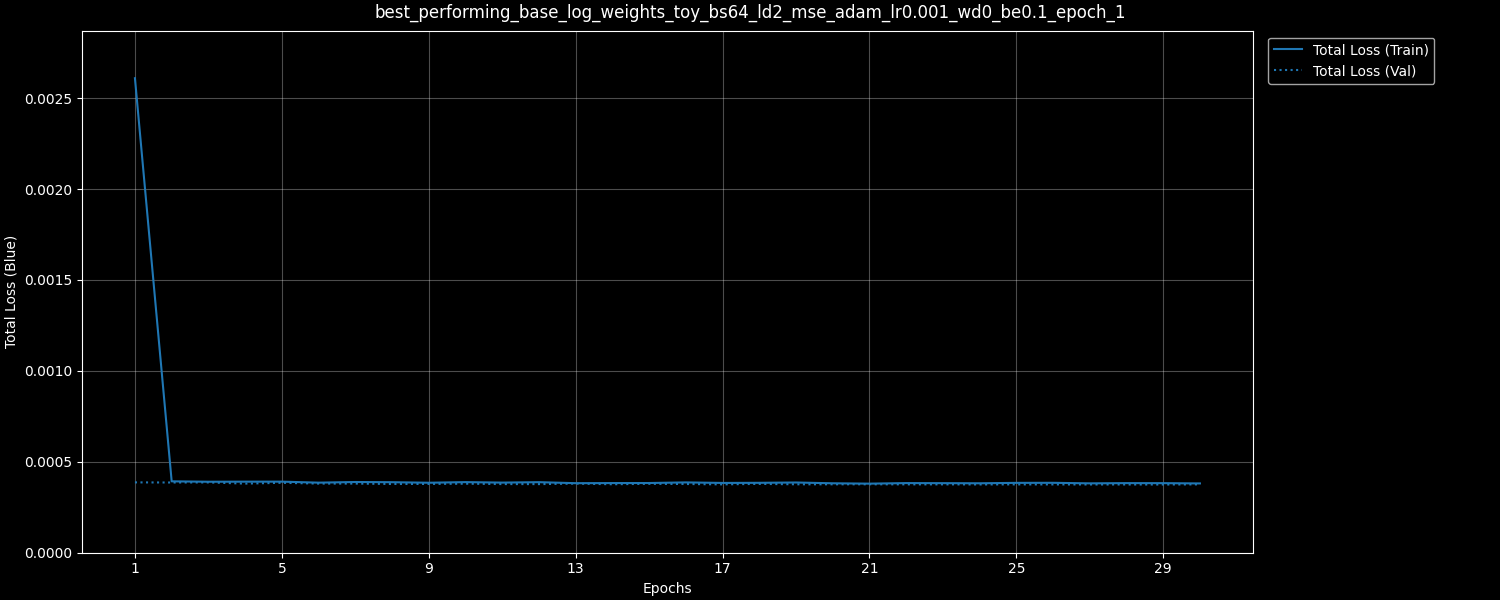 best_performing_base_log_weights_toy_bs64_ld2_mse_adam_lr0.001_wd0_be0.1_epoch_1
Total Loss (Train)
Total Loss (Val)
Total Loss (Blue)
0.0025
0.0020
0.0015
0.0010
0.0005
0.0000
1 5 9 13 17 21 25 29
Epochs